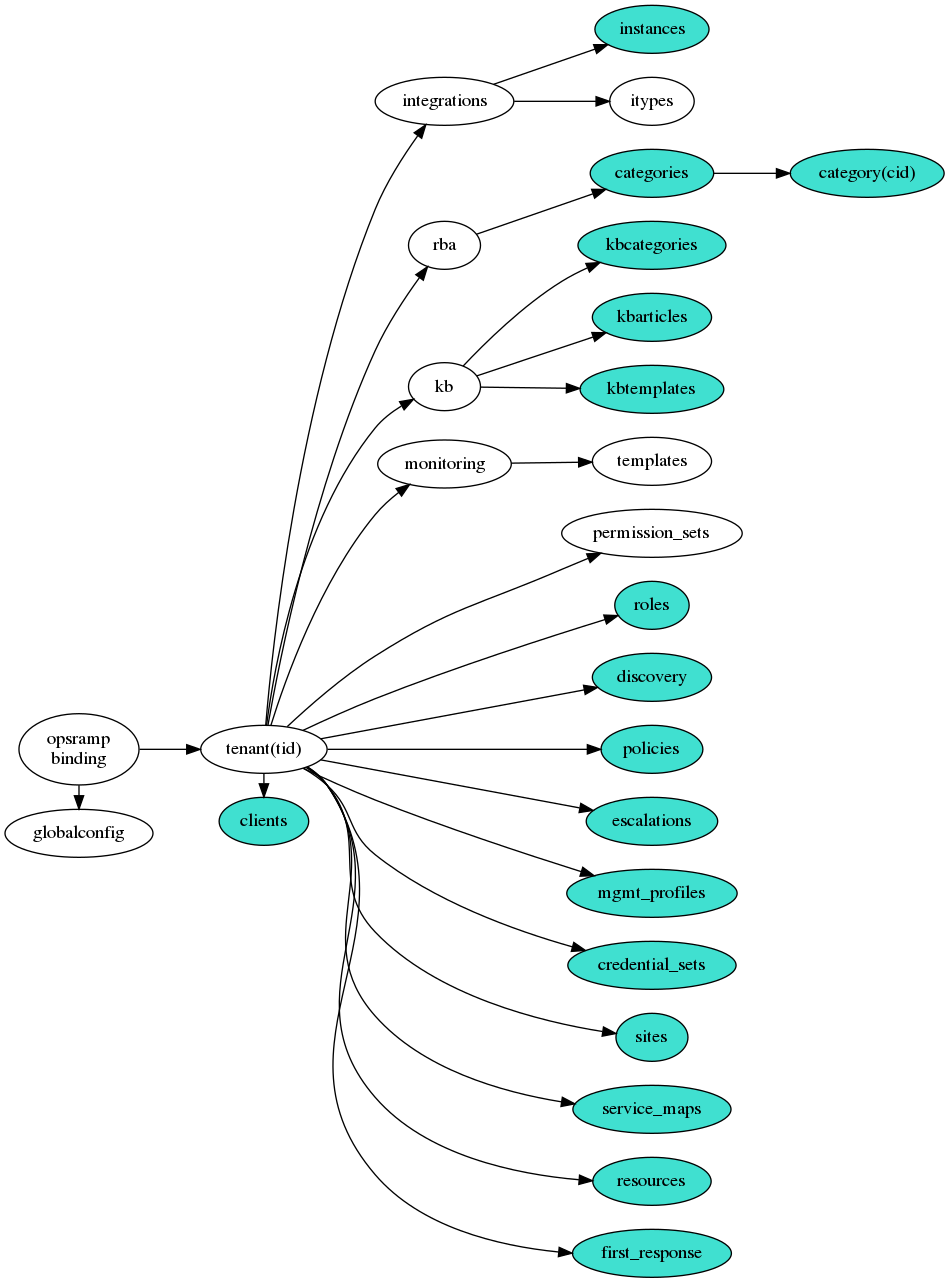 instances
integrations
itypes
categories
category(cid)
rba
kbcategories
kbarticles
kb
kbtemplates
monitoring
templates
permission_sets
roles
discovery
opsramp
binding
tenant(tid)
policies
globalconfig
clients
escalations
mgmt_profiles
credential_sets
sites
service_maps
resources
first_response